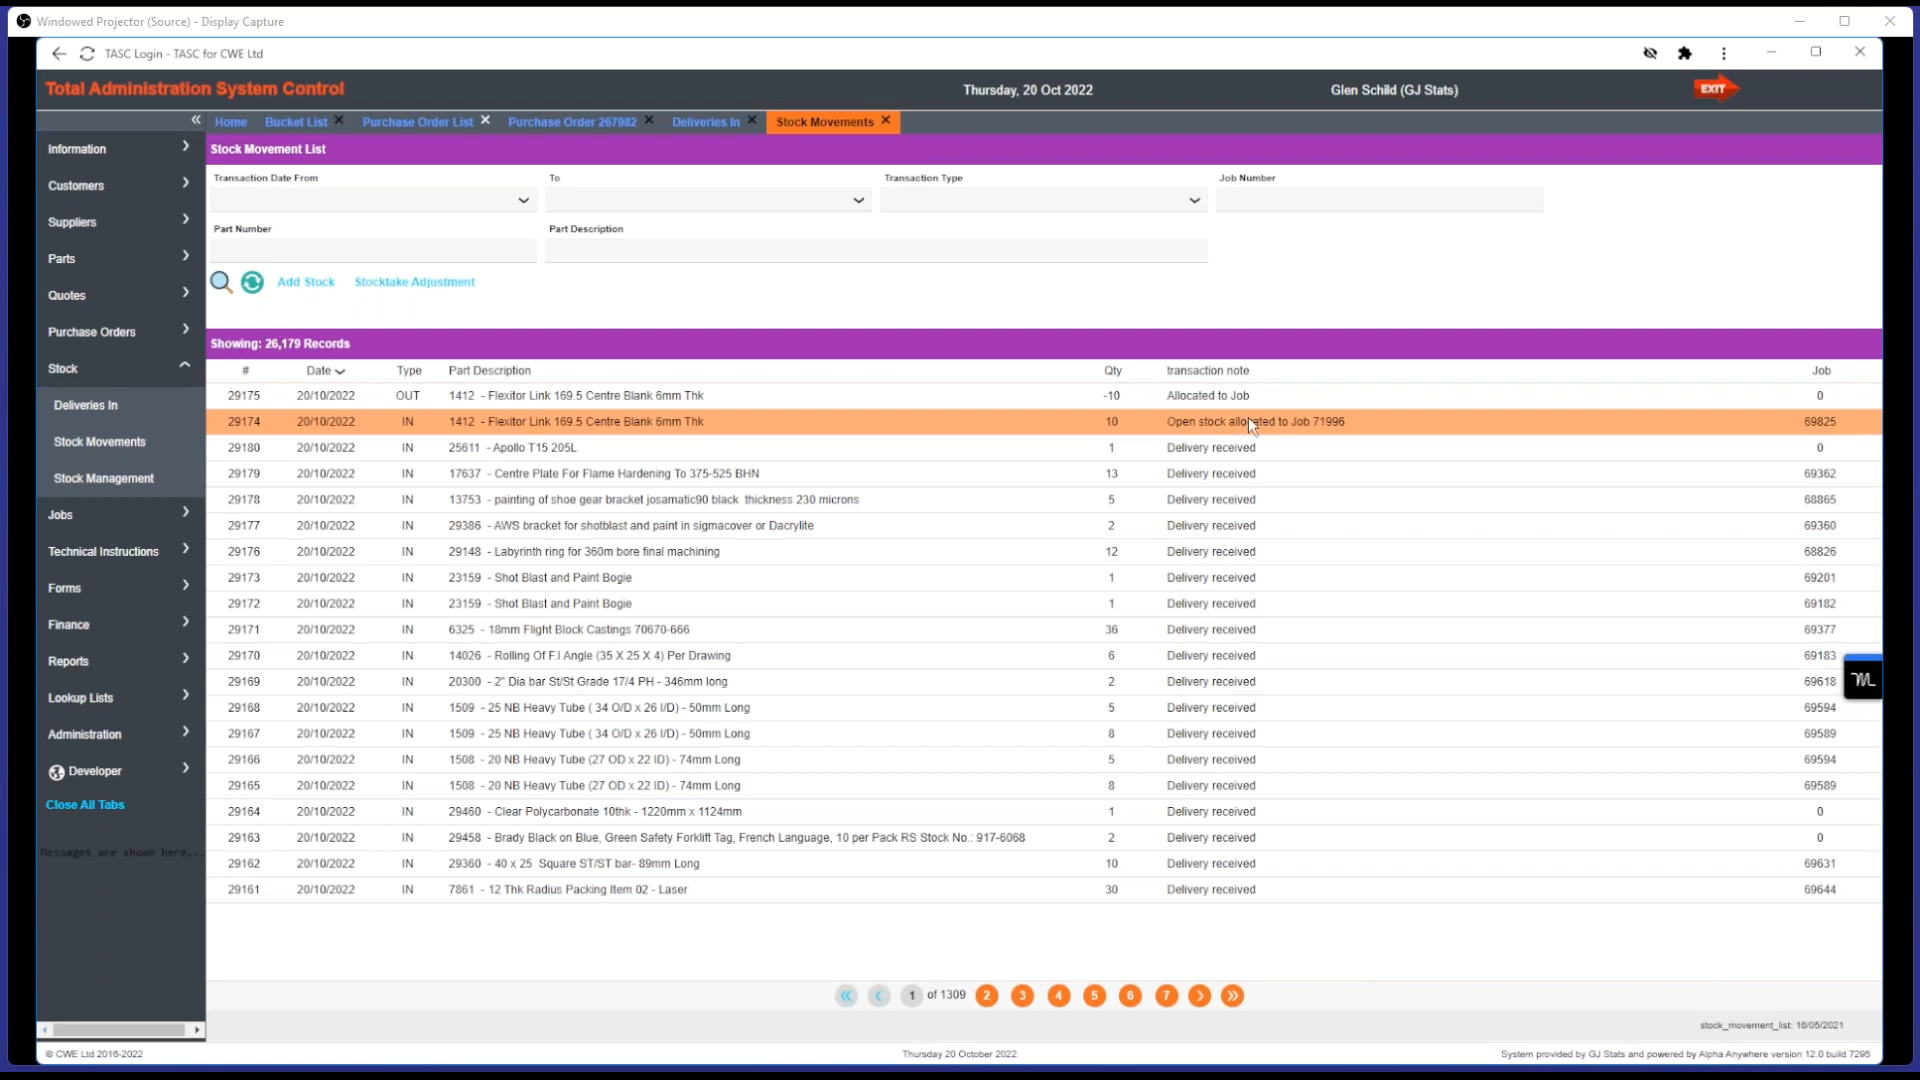 Windowed Projector (Source) - Display Capture
TASC Login - TASC for CWE Ltd
Total Administration System Control
Thursday, 20 Oct 2022
Glen Schild (GJ Stats)
EXIT
« Home Bucket List × Purchase Order List × Purchase Order 267982 × Deliveries In × Stock Movements ×
Information
Customers
Suppliers
Parts
Quotes
Purchase Orders
Stock
Deliveries In
Stock Movements
Stock Management
Jobs
Technical Instructions
Forms
Finance
Reports
Lookup Lists
Administration
Developer
Close All Tabs
Messages are shown here...
Stock Movement List
Transaction Date From To Transaction Type Job Number
Part Number Part Description
Add Stock Stocktake Adjustment
Showing: 26,179 Records
# Date Type Part Description Qty transaction note Job
29175 20/10/2022 OUT 1412 - Flexitor Link 169.5 Centre Blank 6mm Thk -10 Allocated to Job 0
29174 20/10/2022 IN 1412 - Flexitor Link 169.5 Centre Blank 6mm Thk 10 Open stock allocated to Job 71996 69825
29180 20/10/2022 IN 25611 - Apollo T15 205L 1 Delivery received 0
29179 20/10/2022 IN 17637 - Centre Plate For Flame Hardening To 375-525 BHN 13 Delivery received 69362
29178 20/10/2022 IN 13753 - painting of shoe gear bracket josamatic90 black thickness 230 microns 5 Delivery received 68865
29177 20/10/2022 IN 29386 - AWS bracket for shotblast and paint in sigmacover or Dacrylite 2 Delivery received 69360
29176 20/10/2022 IN 29148 - Labyrinth ring for 360m bore final machining 12 Delivery received 68826
29173 20/10/2022 IN 23159 - Shot Blast and Paint Bogie 1 Delivery received 69201
29172 20/10/2022 IN 23159 - Shot Blast and Paint Bogie 1 Delivery received 69182
29171 20/10/2022 IN 6325 - 18mm Flight Block Castings 70670-666 36 Delivery received 69377
29170 20/10/2022 IN 14026 - Rolling Of F.I Angle (35 X 25 X 4) Per Drawing 6 Delivery received 69183
29169 20/10/2022 IN 20300 - 2" Dia bar St/St Grade 17/4 PH - 346mm long 2 Delivery received 69618
29168 20/10/2022 IN 1509 - 25 NB Heavy Tube ( 34 O/D x 26 I/D) - 50mm Long 5 Delivery received 69594
29167 20/10/2022 IN 1509 - 25 NB Heavy Tube ( 34 O/D x 26 I/D) - 50mm Long 8 Delivery received 69589
29166 20/10/2022 IN 1508 - 20 NB Heavy Tube (27 OD x 22 ID) - 74mm Long 5 Delivery received 69594
29165 20/10/2022 IN 1508 - 20 NB Heavy Tube (27 OD x 22 ID) - 74mm Long 8 Delivery received 69589
29164 20/10/2022 IN 29460 - Clear Polycarbonate 10thk - 1220mm x 1124mm 1 Delivery received 0
29163 20/10/2022 IN 29458 - Brady Black on Blue, Green Safety Forklift Tag, French Language, 10 per Pack RS Stock No.: 917-6068 2 Delivery received 0
29162 20/10/2022 IN 29360 - 40 x 25 Square ST/ST bar- 89mm Long 10 Delivery received 69631
29161 20/10/2022 IN 7861 - 12 Thk Radius Packing Item 02 - Laser 30 Delivery received 69644
« ‹ 1 of 1309 2 3 4 5 6 7 › »
stock_movement_list: 16/05/2021
© CWE Ltd 2016-2022
Thursday 20 October 2022
System provided by GJ Stats and powered by Alpha Anywhere version 12.0 build 7295